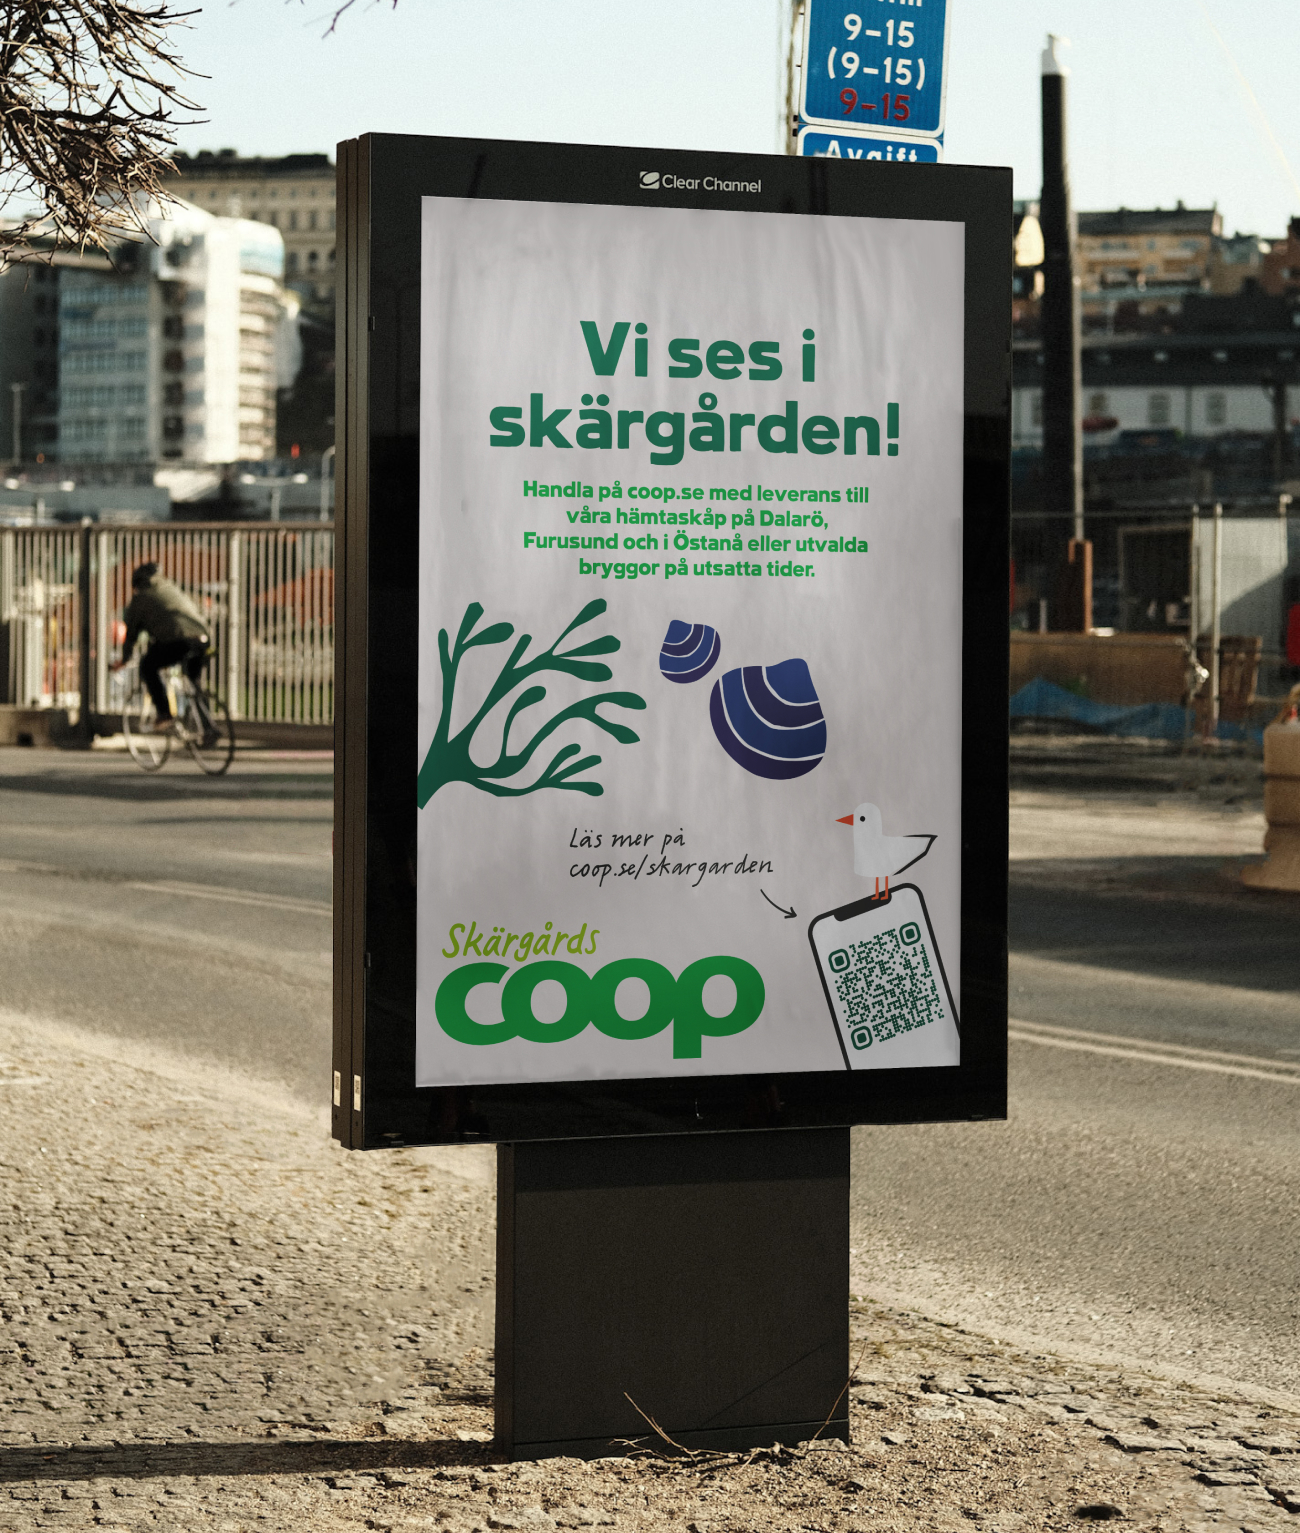 9-15
(9-15)
9-15
Avgift
Clear Channel
Vi ses i
skärgården!
Handla på coop.se med leverans till
våra hämtaskåp på Dalarö,
Furusund och i Östanå eller utvalda
bryggor på utsatta tider.
Läs mer på
coop.se/skargarden
Skärgårds
coop